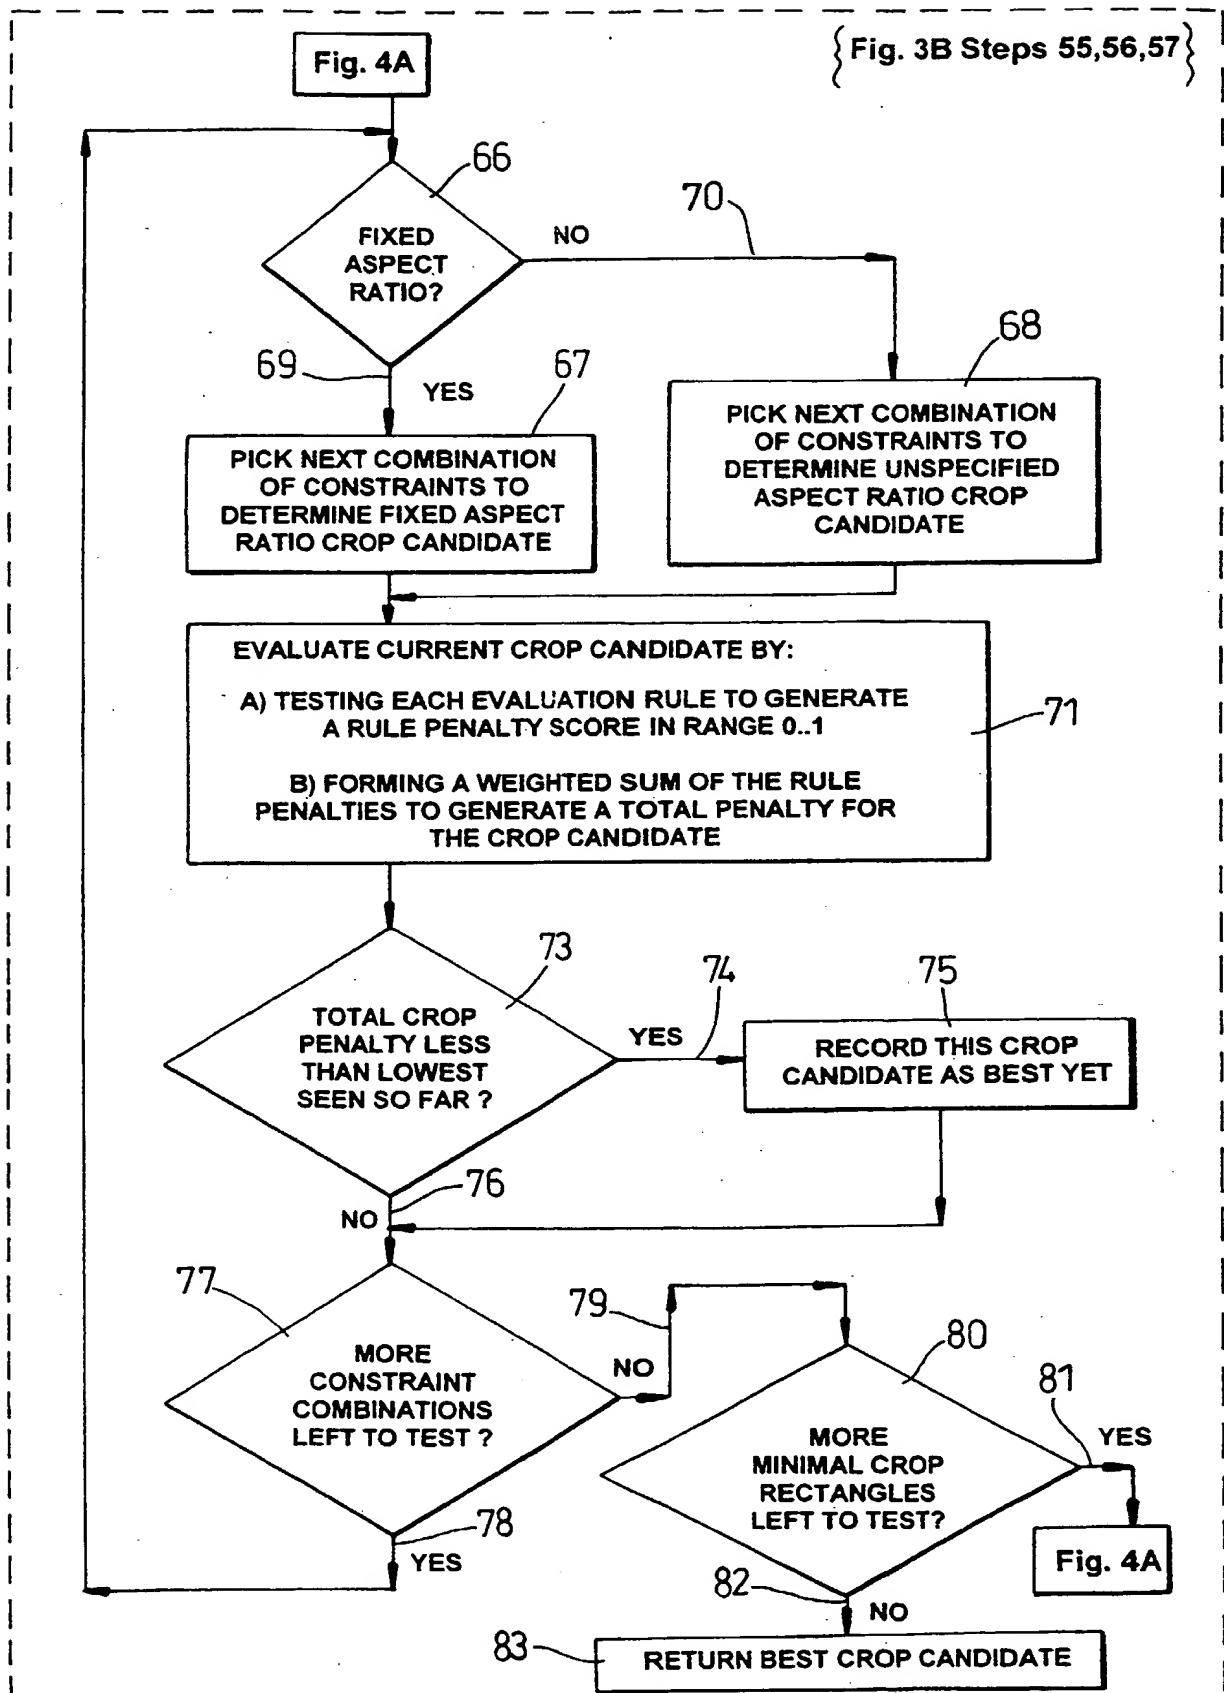 Fig. 4A
{Fig. 3B Steps 55,56,57}
66
FIXED
ASPECT
RATIO?
NO
70
69
YES
67
68
PICK NEXT COMBINATION
OF CONSTRAINTS TO
DETERMINE FIXED ASPECT
RATIO CROP CANDIDATE
PICK NEXT COMBINATION
OF CONSTRAINTS TO
DETERMINE UNSPECIFIED
ASPECT RATIO CROP
CANDIDATE
EVALUATE CURRENT CROP CANDIDATE BY:
A) TESTING EACH EVALUATION RULE TO GENERATE
A RULE PENALTY SCORE IN RANGE 0..1
B) FORMING A WEIGHTED SUM OF THE RULE
PENALTIES TO GENERATE A TOTAL PENALTY FOR
THE CROP CANDIDATE
71
73
TOTAL CROP
PENALTY LESS
THAN LOWEST
SEEN SO FAR ?
YES
74
75
RECORD THIS CROP
CANDIDATE AS BEST YET
76
NO
77
MORE
CONSTRAINT
COMBINATIONS
LEFT TO TEST ?
NO
79
78
YES
80
MORE
MINIMAL CROP
RECTANGLES
LEFT TO TEST?
81
YES
Fig. 4A
82
NO
83
RETURN BEST CROP CANDIDATE